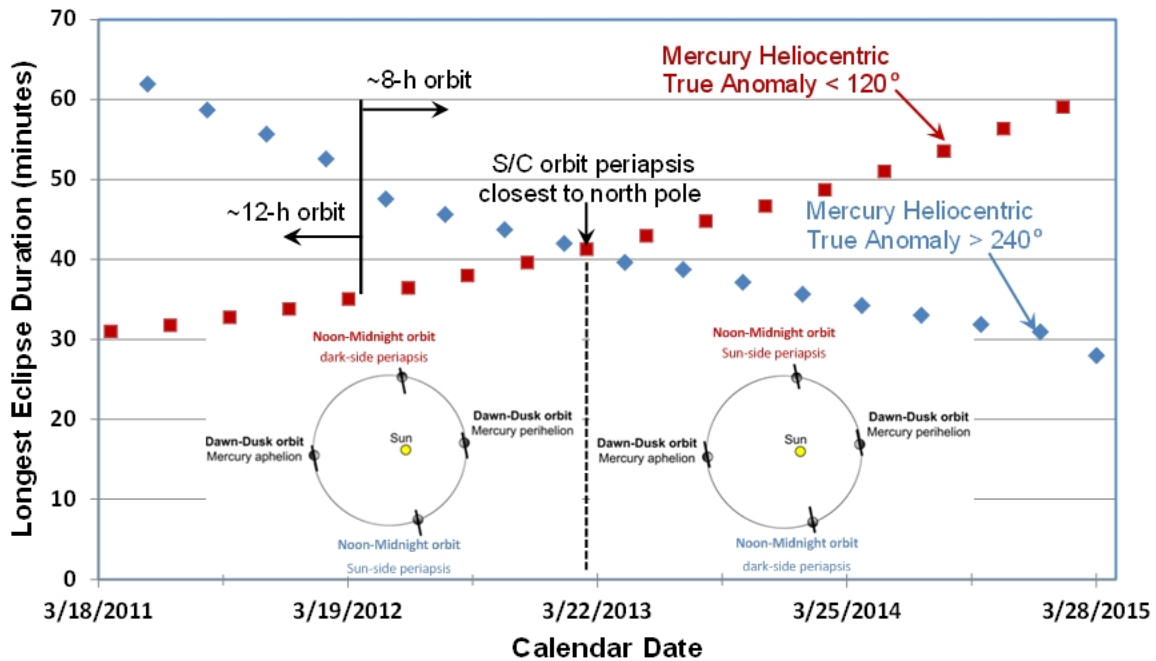 Longest Eclipse Duration (minutes)
70
60
50
40
30
20
10
0
~8-h orbit
~12-h orbit
S/C orbit periapsis
closest to north pole
Mercury Heliocentric
True Anomaly < 120°
Mercury Heliocentric
True Anomaly > 240°
Noon-Midnight orbit
dark-side periapsis
Dawn-Dusk orbit
Mercury perihelion
Sun
Dawn-Dusk orbit
Mercury aphelion
Noon-Midnight orbit
Sun-side periapsis
Noon-Midnight orbit
Sun-side periapsis
Dawn-Dusk orbit
Mercury perihelion
Sun
Dawn-Dusk orbit
Mercury aphelion
Noon-Midnight orbit
dark-side periapsis
3/18/2011
3/19/2012
3/22/2013
3/25/2014
3/28/2015
Calendar Date